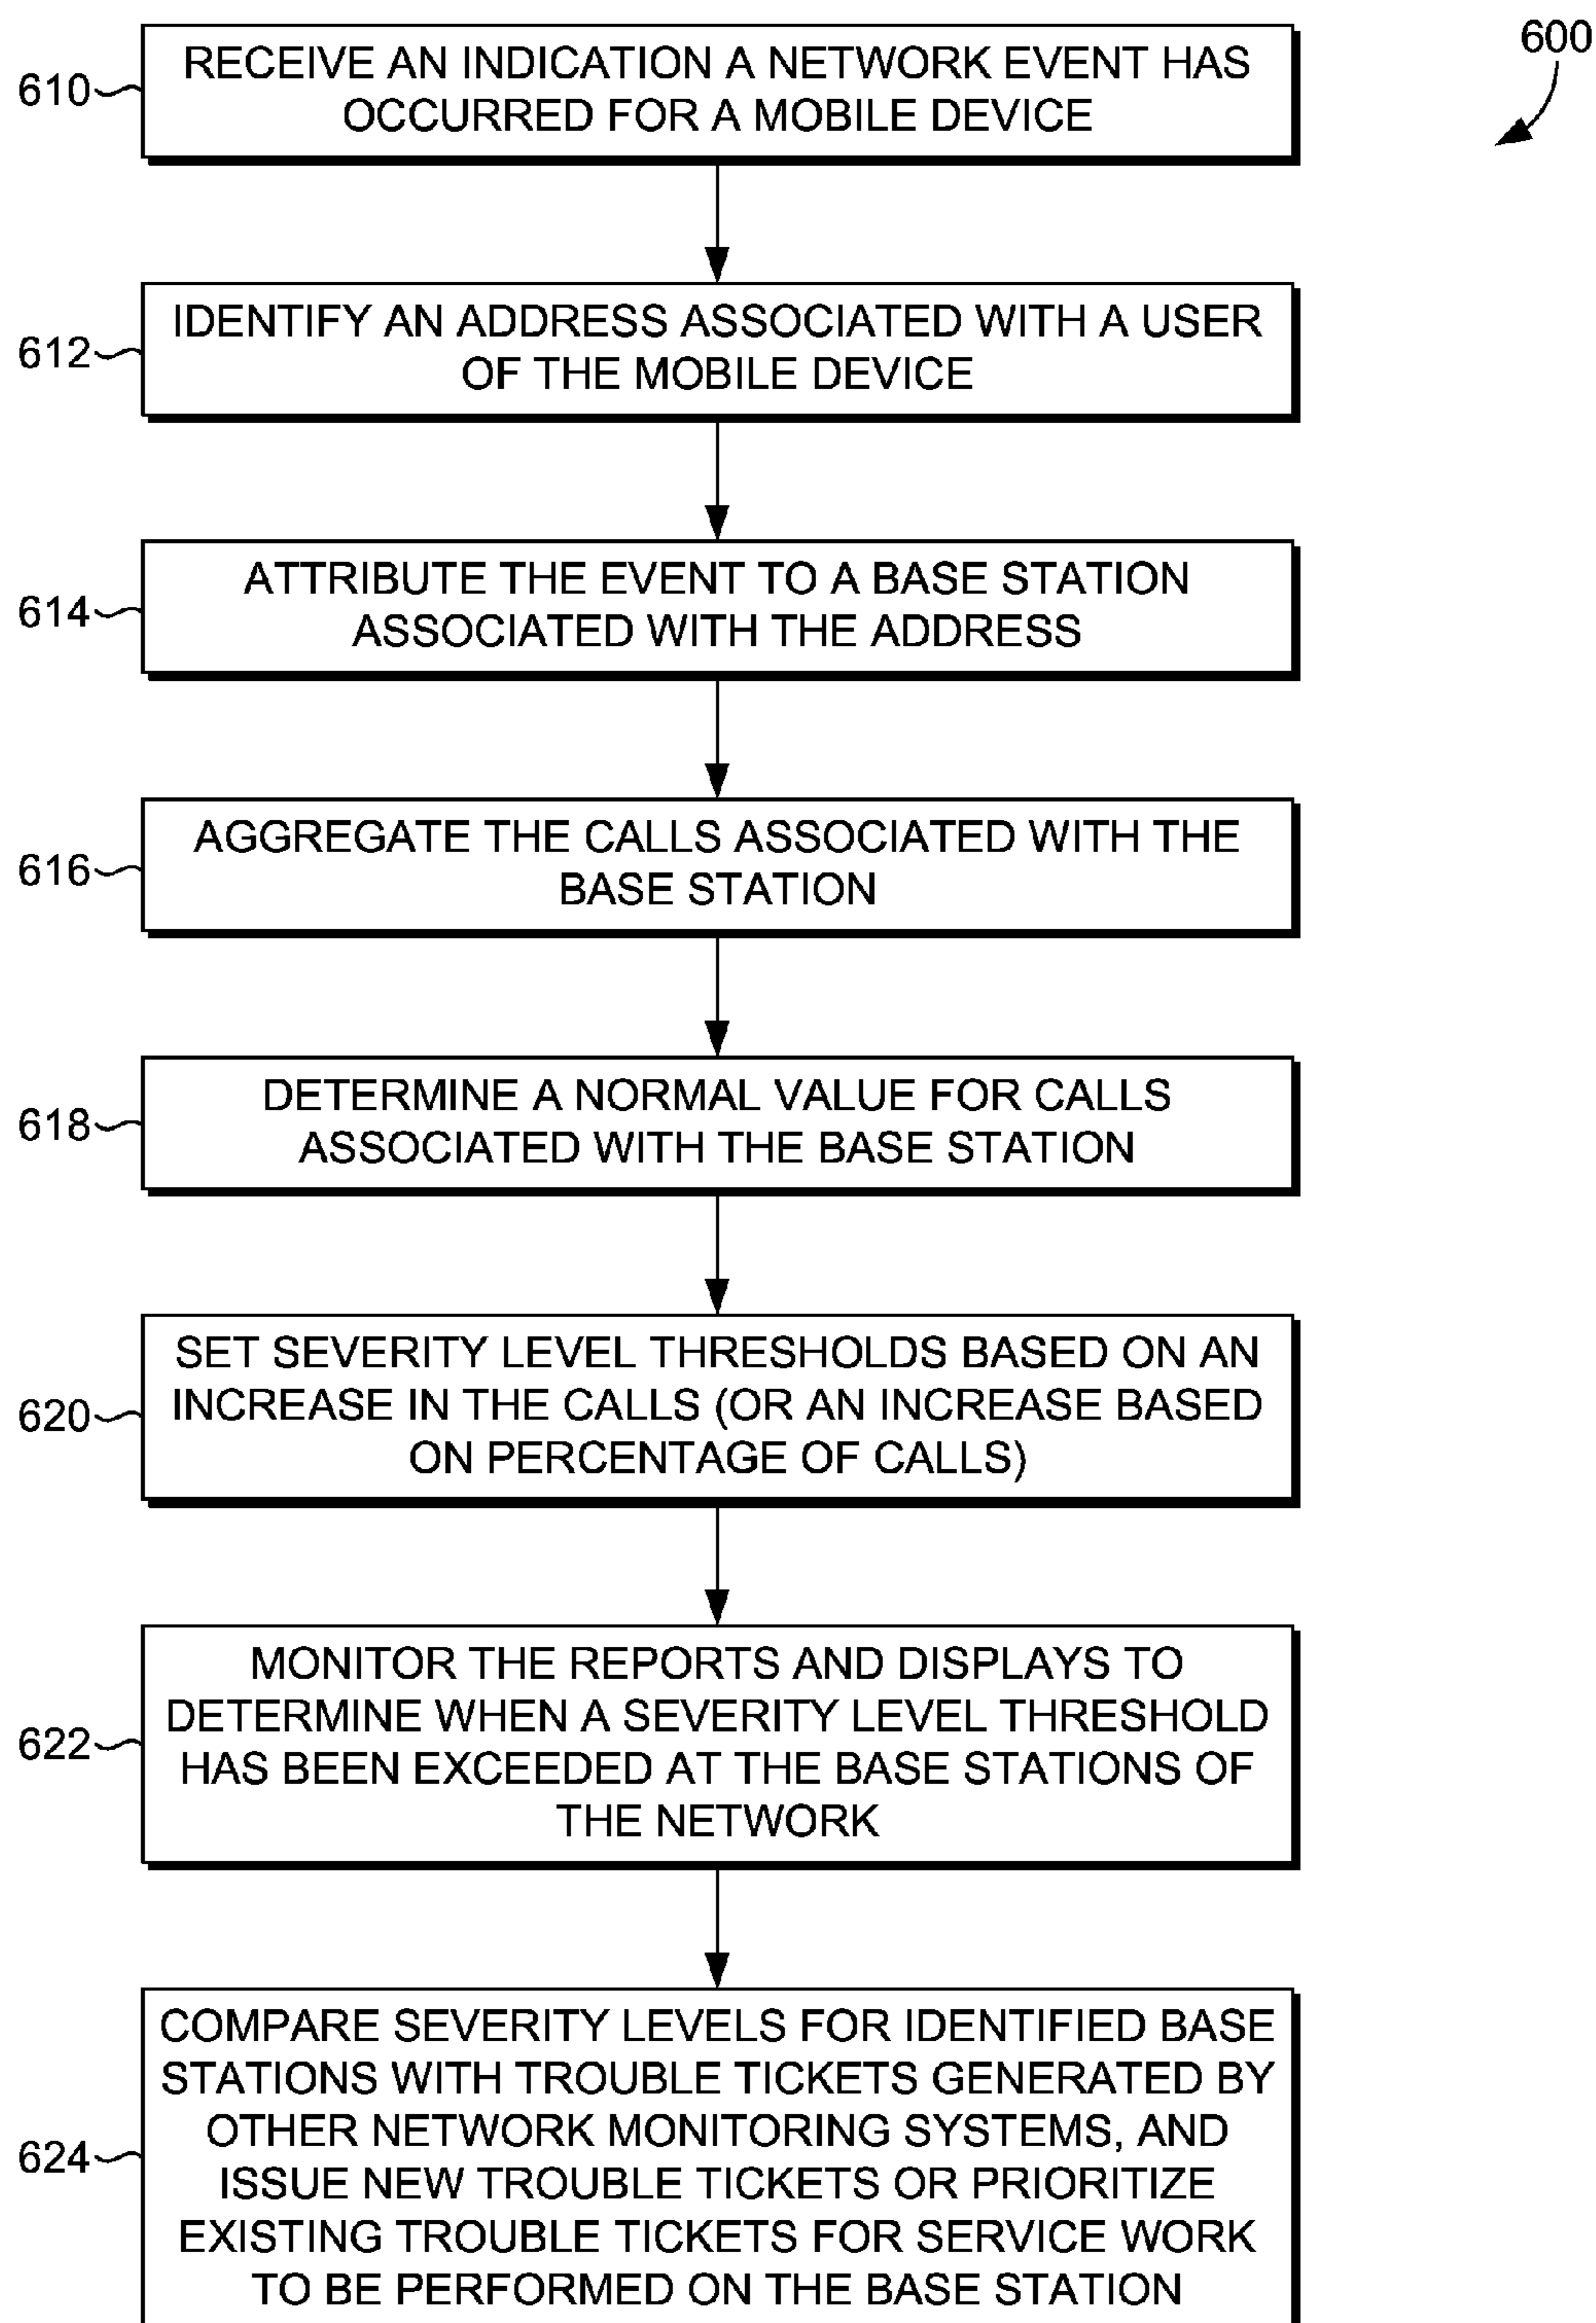 600
610
RECEIVE AN INDICATION A NETWORK EVENT HAS
OCCURRED FOR A MOBILE DEVICE
612
IDENTIFY AN ADDRESS ASSOCIATED WITH A USER
OF THE MOBILE DEVICE
614
ATTRIBUTE THE EVENT TO A BASE STATION
ASSOCIATED WITH THE ADDRESS
616
AGGREGATE THE CALLS ASSOCIATED WITH THE
BASE STATION
618
DETERMINE A NORMAL VALUE FOR CALLS
ASSOCIATED WITH THE BASE STATION
620
SET SEVERITY LEVEL THRESHOLDS BASED ON AN
INCREASE IN THE CALLS (OR AN INCREASE BASED
ON PERCENTAGE OF CALLS)
622
MONITOR THE REPORTS AND DISPLAYS TO
DETERMINE WHEN A SEVERITY LEVEL THRESHOLD
HAS BEEN EXCEEDED AT THE BASE STATIONS OF
THE NETWORK
624
COMPARE SEVERITY LEVELS FOR IDENTIFIED BASE
STATIONS WITH TROUBLE TICKETS GENERATED BY
OTHER NETWORK MONITORING SYSTEMS, AND
ISSUE NEW TROUBLE TICKETS OR PRIORITIZE
EXISTING TROUBLE TICKETS FOR SERVICE WORK
TO BE PERFORMED ON THE BASE STATION